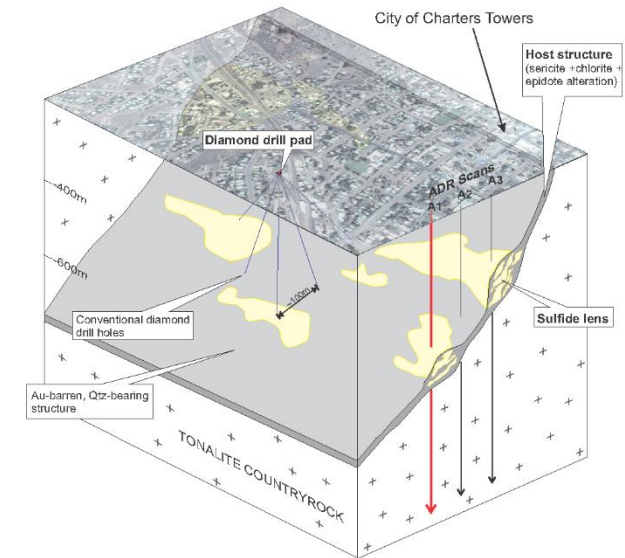 City of Charters Towers
Host structure
(sericite +chlorite +
epidote alteration)
Diamond drill pad
ADR Scans
A1
A2
A3
~400m
~600m
~100m
Conventional diamond
drill holes
Sulfide lens
Au-barren, Qtz-bearing
structure
TONALITE COUNTRYROCK